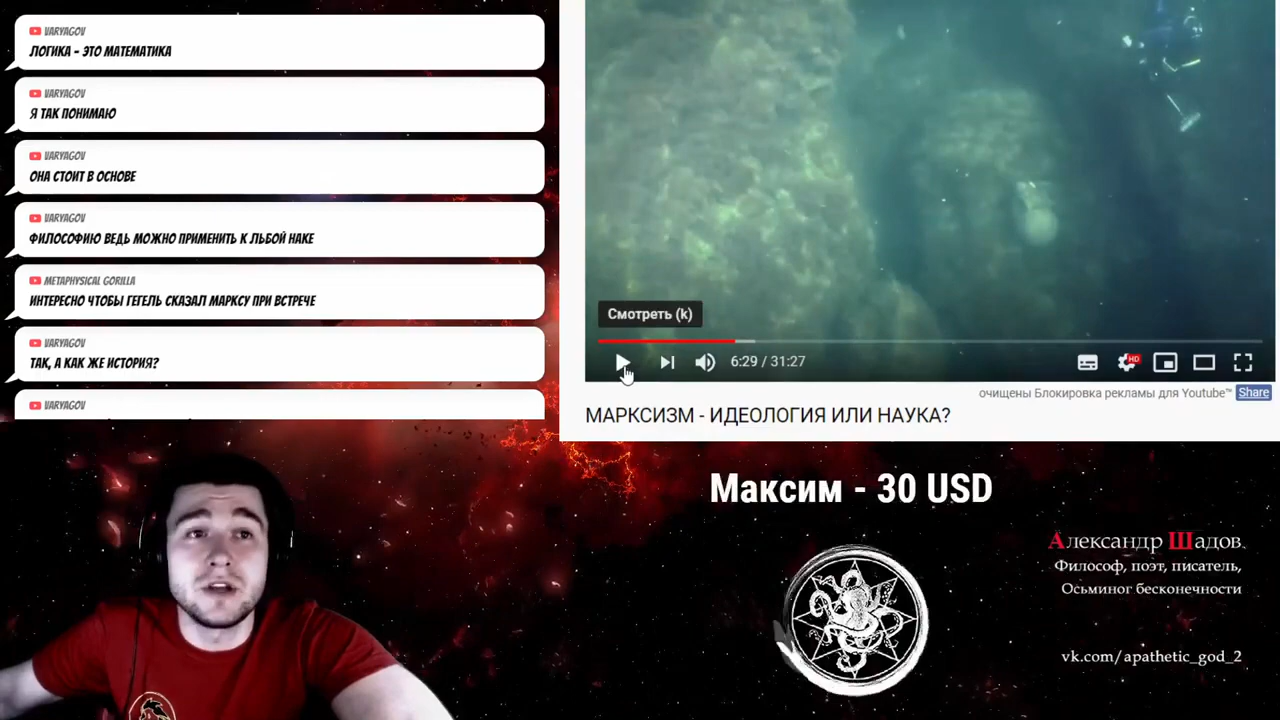 VARYAGOV
ЛОГИКА - ЭТО МАТЕМАТИКА
VARYAGOV
Я ТАК ПОНИМАЮ
VARYAGOV
ОНА СТОИТ В ОСНОВЕ
VARYAGOV
ФИЛОСОФИЮ ВЕДЬ МОЖНО ПРИМЕНИТЬ К ЛЬБОЙ НАКЕ
METAPHYSICAL GORILLA
ИНТЕРЕСНО ЧТОБЫ ГЕГЕЛЬ СКАЗАЛ МАРКСУ ПРИ ВСТРЕЧЕ
VARYAGOV
ТАК, А КАК ЖЕ ИСТОРИЯ?
VARYAGOV
Смотреть (k)
6:29 / 31:27
HD
очищены Блокировка рекламы для Youtube™ Share
МАРКСИЗМ - ИДЕОЛОГИЯ ИЛИ НАУКА?
Максим - 30 USD
Александр Шадов.
Философ, поэт, писатель,
Осьминог бесконечности
vk.com/apathetic_god_2